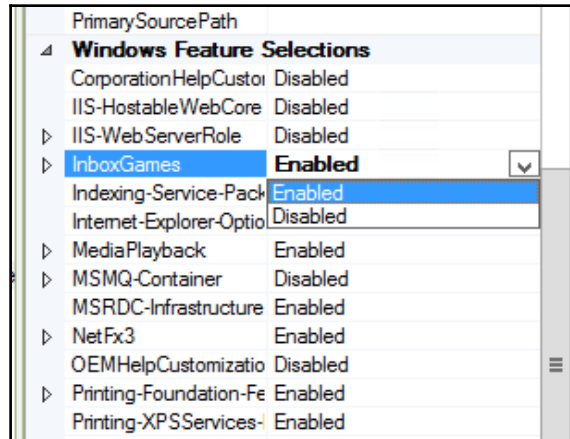 PrimarySourcePath
Windows Feature Selections
CorporationHelpCustor Disabled
IIS-HostableWebCore Disabled
IIS-WebServerRole Disabled
InboxGames Enabled
Indexing-Service-Pack Enabled
Internet-Explorer-Optio Disabled
MediaPlayback Enabled
MSMQ-Container Disabled
MSRDC-Infrastructure Enabled
NetFx3 Enabled
OEMHelpCustomizatio Disabled
Printing-Foundation-Fe Enabled
Printing-XPSServices- Enabled